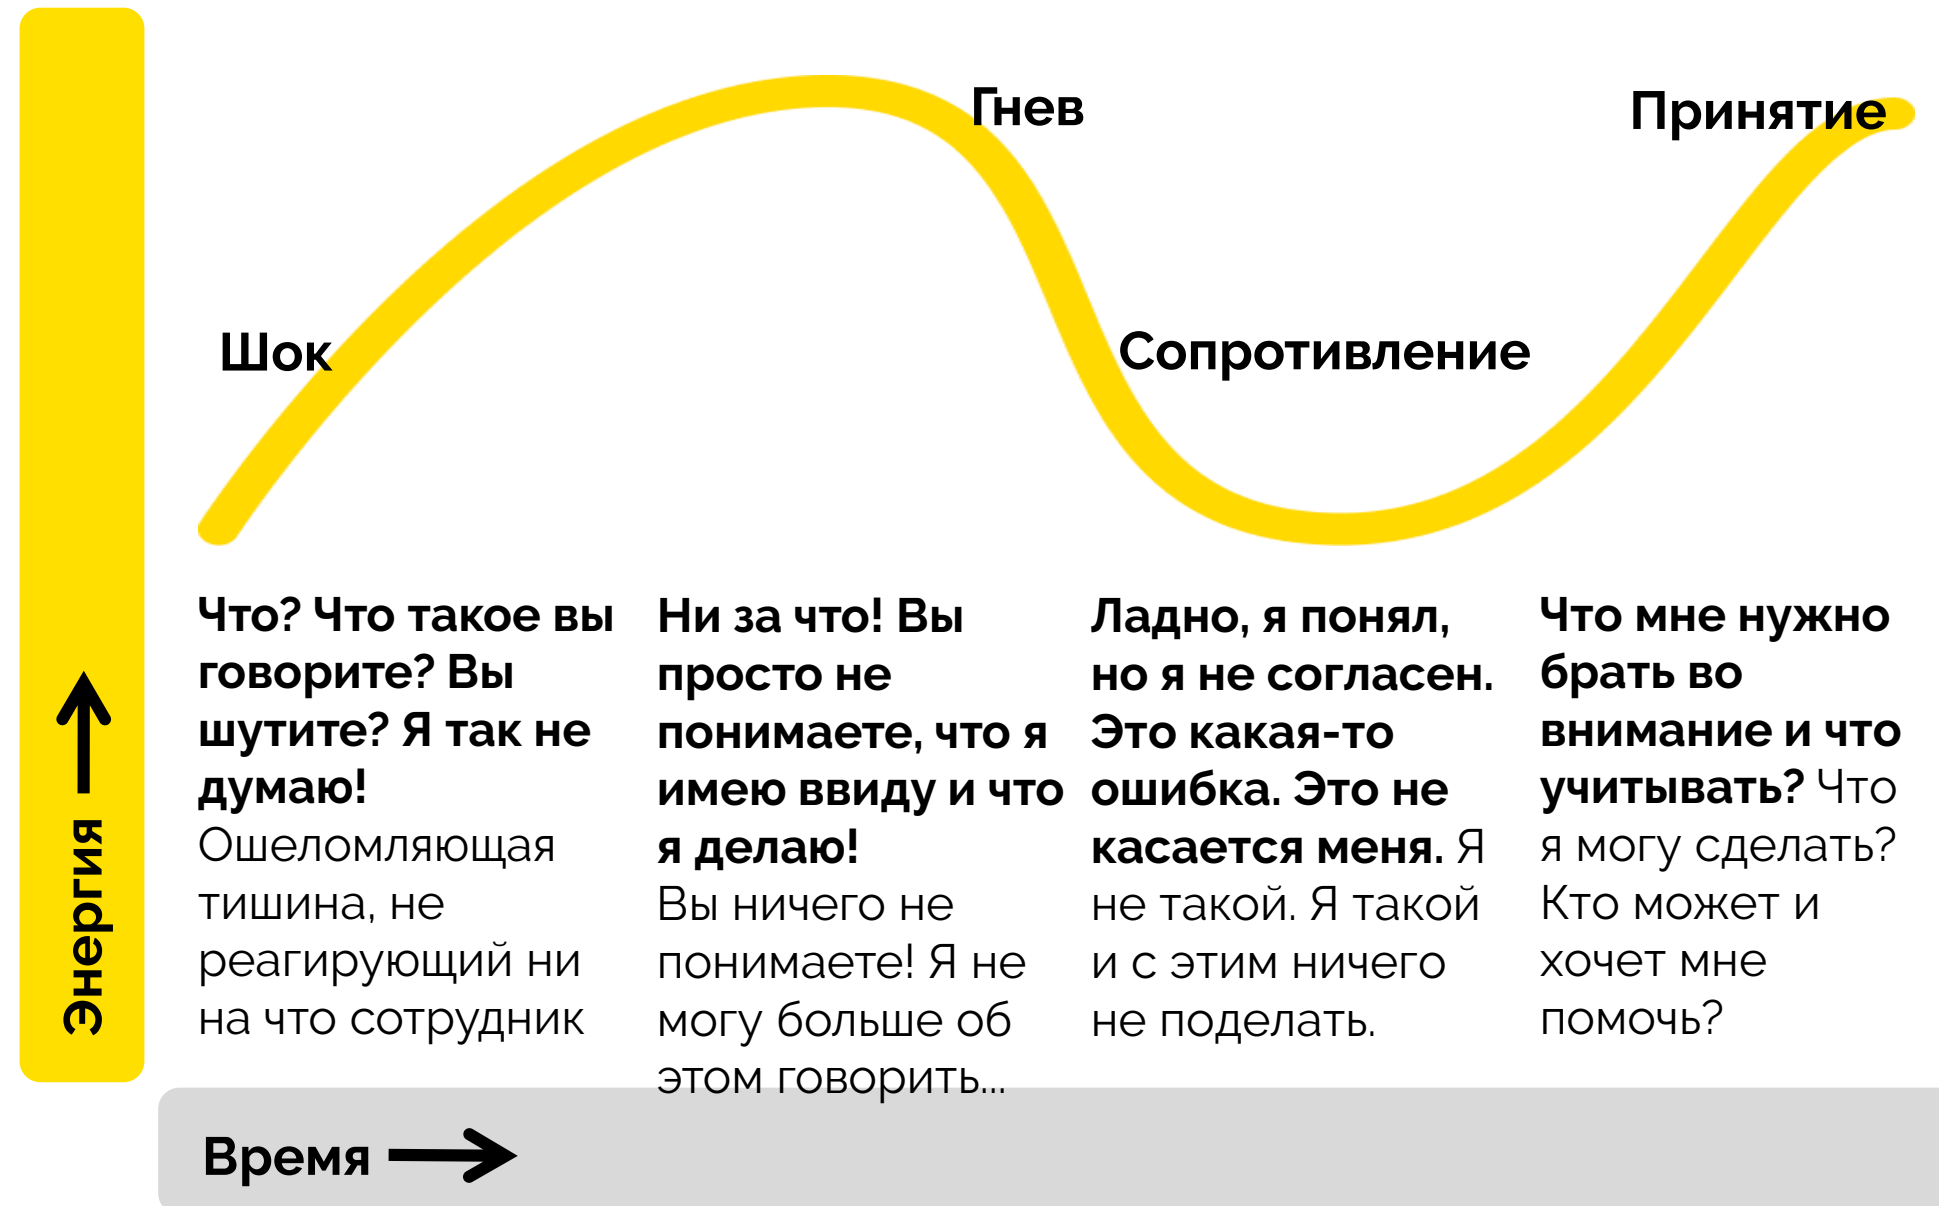 Гнев
Принятие
Шок
Сопротивление
Что? Что такое вы
говорите? Вы
шутите? Я так не
думаю!
Ошеломляющая
тишина, не
реагирующий ни
на что сотрудник
Ни за что! Вы
просто не
понимаете, что я
имею ввиду и что
я делаю!
Вы ничего не
понимаете! Я не
могу больше об
этом говорить...
Ладно, я понял,
но я не согласен.
Это какая-то
ошибка. Это не
касается меня. Я
не такой. Я такой
и с этим ничего
не поделать.
Что мне нужно
брать во
внимание и что
учитывать? Что
я могу сделать?
Кто может и
хочет мне
помочь?
Энергия
Время